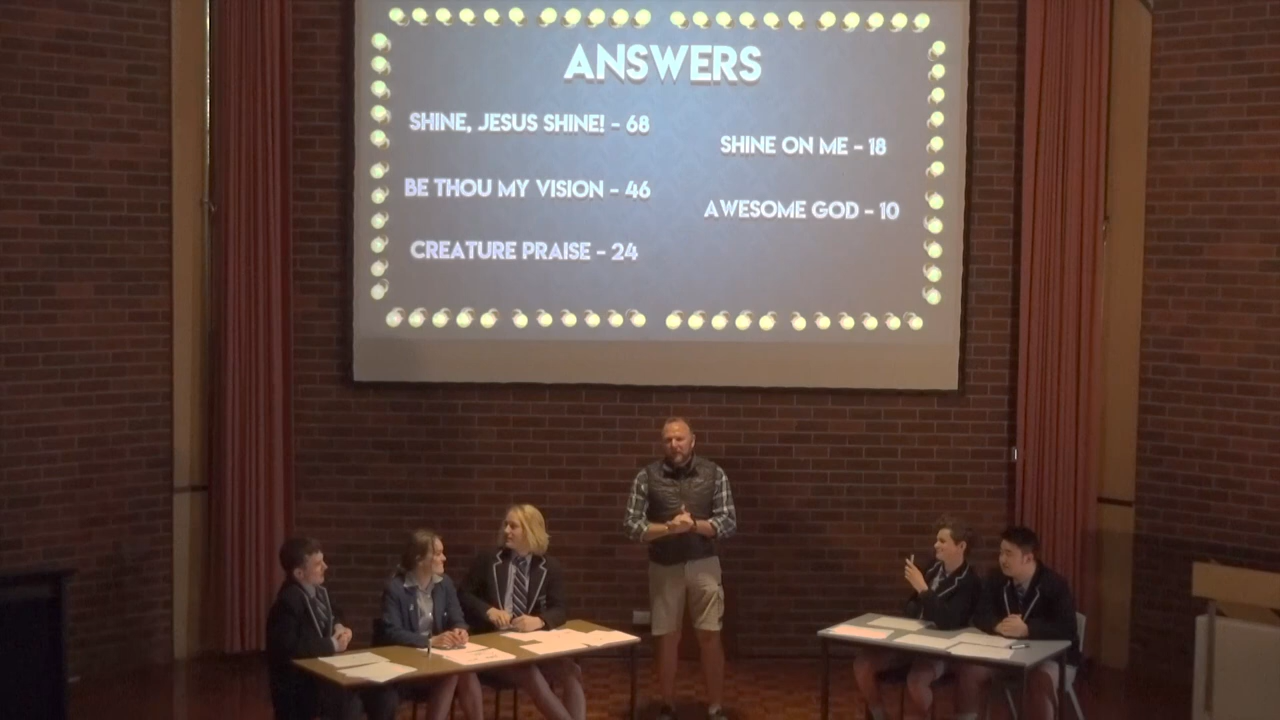 ANSWERS
SHINE, JESUS SHINE! - 68
SHINE ON ME - 18
BE THOU MY VISION - 46
AWESOME GOD - 10
CREATURE PRAISE - 24